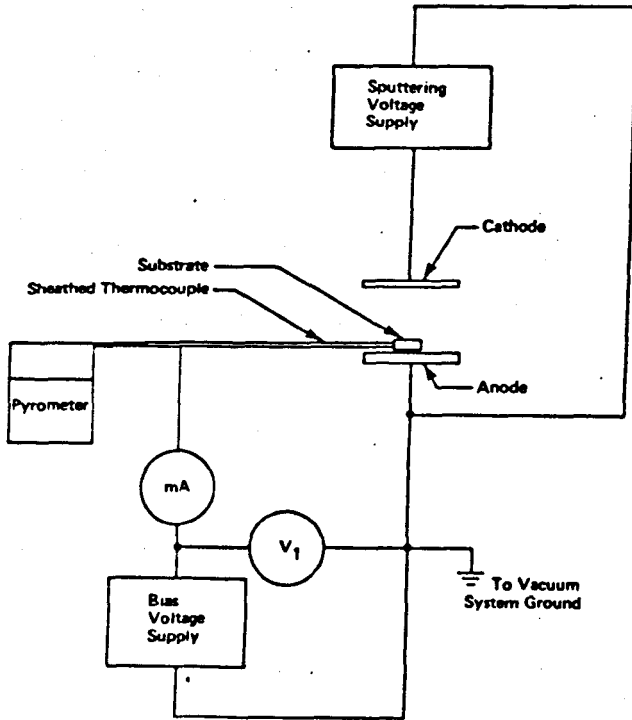 Sputtering
Voltage
Supply
Cathode
Substrate
Sheathed Thermocouple
Anode
Pyrometer
mA
V1
Bias
Voltage
Supply
To Vacuum
System Ground